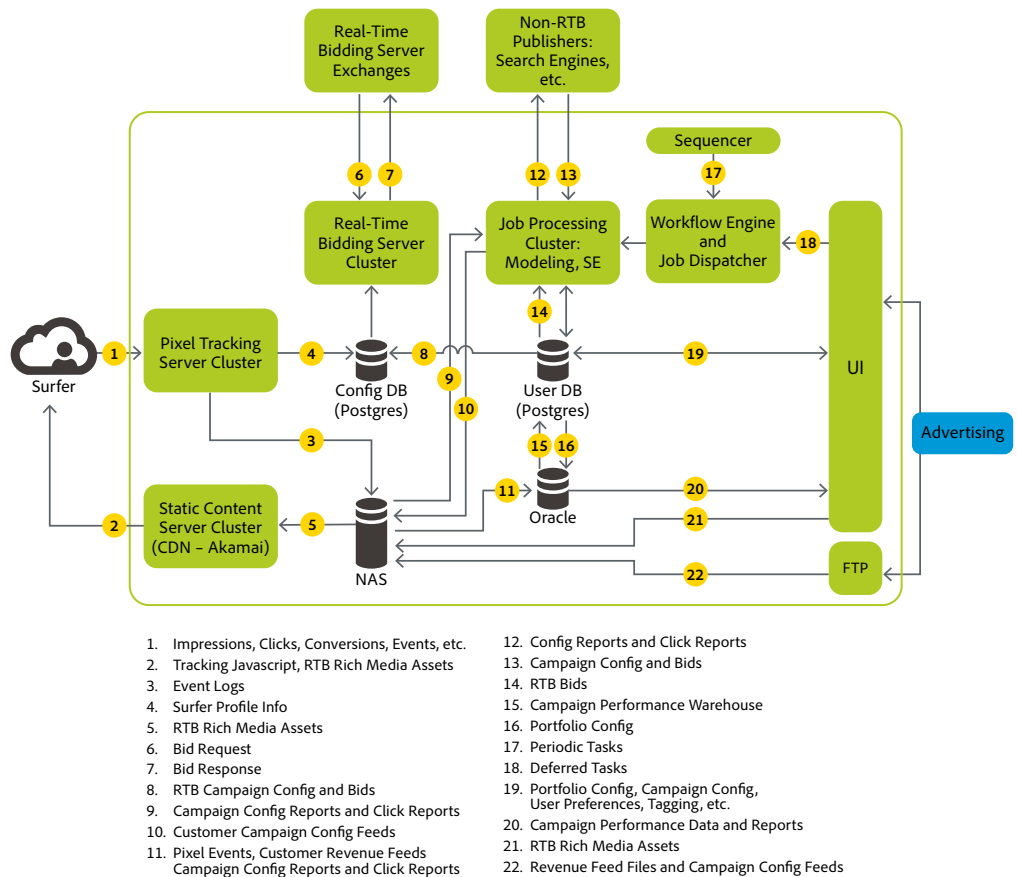 Real-Time
Bidding Server
Exchanges
Non-RTB
Publishers:
Search Engines,
etc.
Sequencer
6
7
12
13
17
Real-Time
Bidding Server
Cluster
Job Processing
Cluster:
Modeling, SE
Workflow Engine
and
Job Dispatcher
18
14
Surfer
1
Pixel Tracking
Server Cluster
4
Config DB
(Postgres)
8
9
10
User DB
(Postgres)
19
UI
3
15
16
Advertising
2
Static Content
Server Cluster
(CDN – Akamai)
5
NAS
11
Oracle
20
21
22
FTP
1. Impressions, Clicks, Conversions, Events, etc.
2. Tracking Javascript, RTB Rich Media Assets
3. Event Logs
4. Surfer Profile Info
5. RTB Rich Media Assets
6. Bid Request
7. Bid Response
8. RTB Campaign Config and Bids
9. Campaign Config Reports and Click Reports
10. Customer Campaign Config Feeds
11. Pixel Events, Customer Revenue Feeds
Campaign Config Reports and Click Reports
12. Config Reports and Click Reports
13. Campaign Config and Bids
14. RTB Bids
15. Campaign Performance Warehouse
16. Portfolio Config
17. Periodic Tasks
18. Deferred Tasks
19. Portfolio Config, Campaign Config,
User Preferences, Tagging, etc.
20. Campaign Performance Data and Reports
21. RTB Rich Media Assets
22. Revenue Feed Files and Campaign Config Feeds